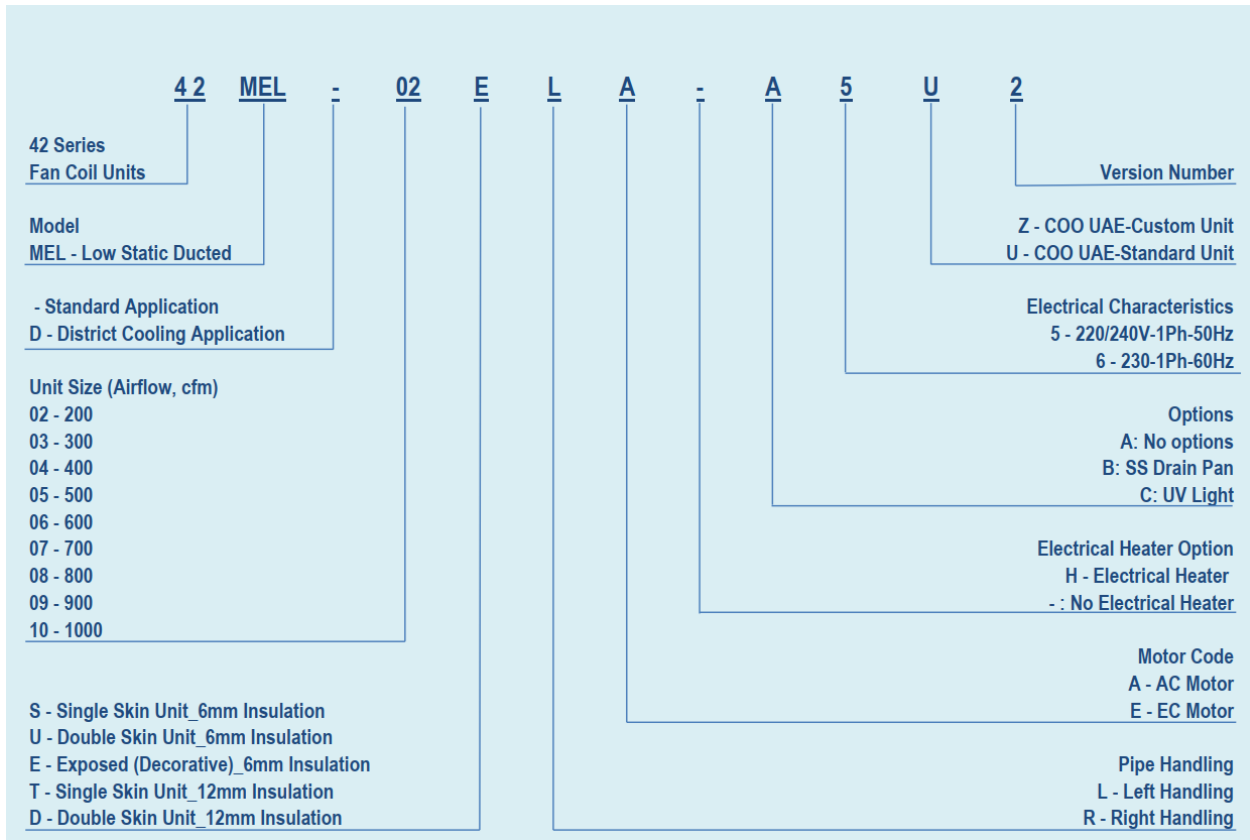 4 2 MEL - 02 E L A - A 5 U 2
42 Series
Fan Coil Units
Model
MEL - Low Static Ducted
- Standard Application
D - District Cooling Application
Unit Size (Airflow, cfm)
02 - 200
03 - 300
04 - 400
05 - 500
06 - 600
07 - 700
08 - 800
09 - 900
10 - 1000
S - Single Skin Unit_6mm Insulation
U - Double Skin Unit_6mm Insulation
E - Exposed (Decorative)_6mm Insulation
T - Single Skin Unit_12mm Insulation
D - Double Skin Unit_12mm Insulation
Version Number
Z - COO UAE-Custom Unit
U - COO UAE-Standard Unit
Electrical Characteristics
5 - 220/240V-1Ph-50Hz
6 - 230-1Ph-60Hz
Options
A: No options
B: SS Drain Pan
C: UV Light
Electrical Heater Option
H - Electrical Heater
- : No Electrical Heater
Motor Code
A - AC Motor
E - EC Motor
Pipe Handling
L - Left Handling
R - Right Handling